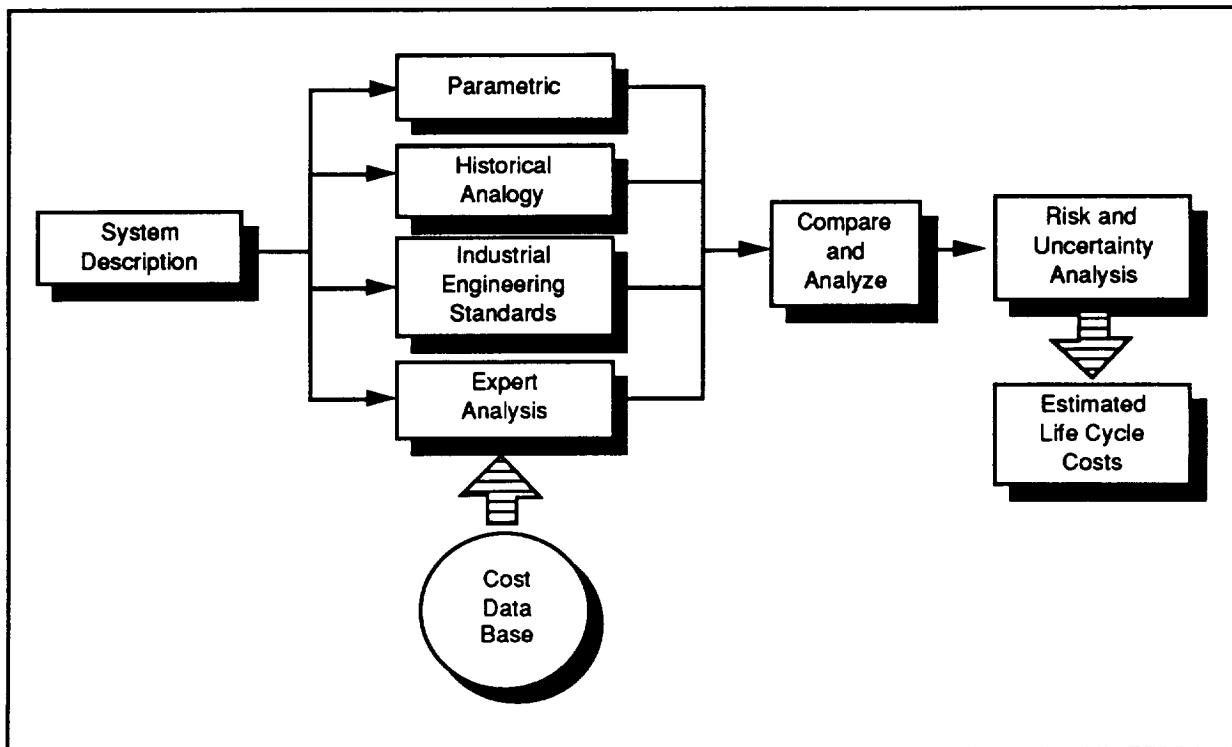 Parametric
Historical
Analogy
System
Description
Industrial
Engineering
Standards
Expert
Analysis
Cost
Data
Base
Compare
and
Analyze
Risk and
Uncertainty
Analysis
Estimated
Life Cycle
Costs